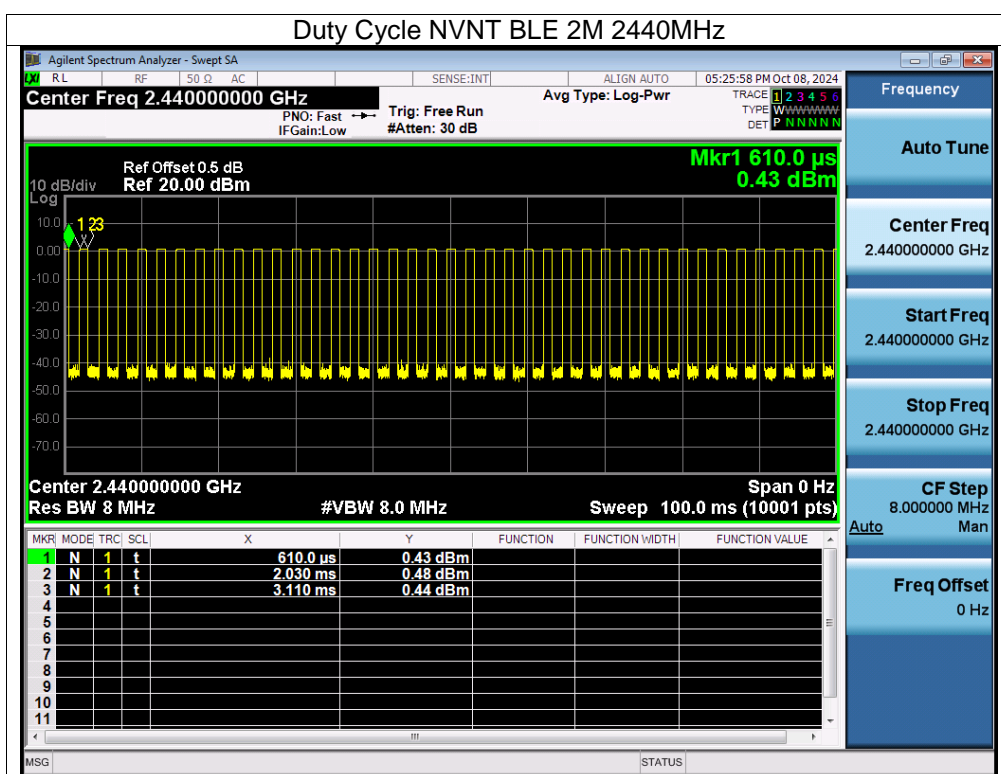 Duty Cycle NVNT BLE 2M 2440MHz
Agilent Spectrum Analyzer - Swept SA
LXI RL RF 50 Ω AC SENSE:INT ALIGN AUTO 05:25:58 PM Oct 08, 2024
Center Freq 2.440000000 GHz Avg Type: Log-Pwr TRACE 1 2 3 4 5 6
PNO: Fast Trig: Free Run TYPE WWWWWW
IFGain:Low #Atten: 30 dB DET P N N N N N
Frequency
Auto Tune
Center Freq
2.440000000 GHz
Start Freq
2.440000000 GHz
Stop Freq
2.440000000 GHz
CF Step
8.000000 MHz
Auto Man
Freq Offset
0 Hz
Mkr1 610.0 µs
0.43 dBm
Ref Offset 0.5 dB
10 dB/div Ref 20.00 dBm
Log
10.0
0.00
-10.0
-20.0
-30.0
-40.0
-50.0
-60.0
-70.0
1 2 3
Center 2.440000000 GHz Span 0 Hz
Res BW 8 MHz #VBW 8.0 MHz Sweep 100.0 ms (10001 pts)
MKR MODE TRC SCL X Y FUNCTION FUNCTION WIDTH FUNCTION VALUE
1 N 1 t 610.0 µs 0.43 dBm
2 N 1 t 2.030 ms 0.48 dBm
3 N 1 t 3.110 ms 0.44 dBm
4
5
6
7
8
9
10
11
MSG STATUS